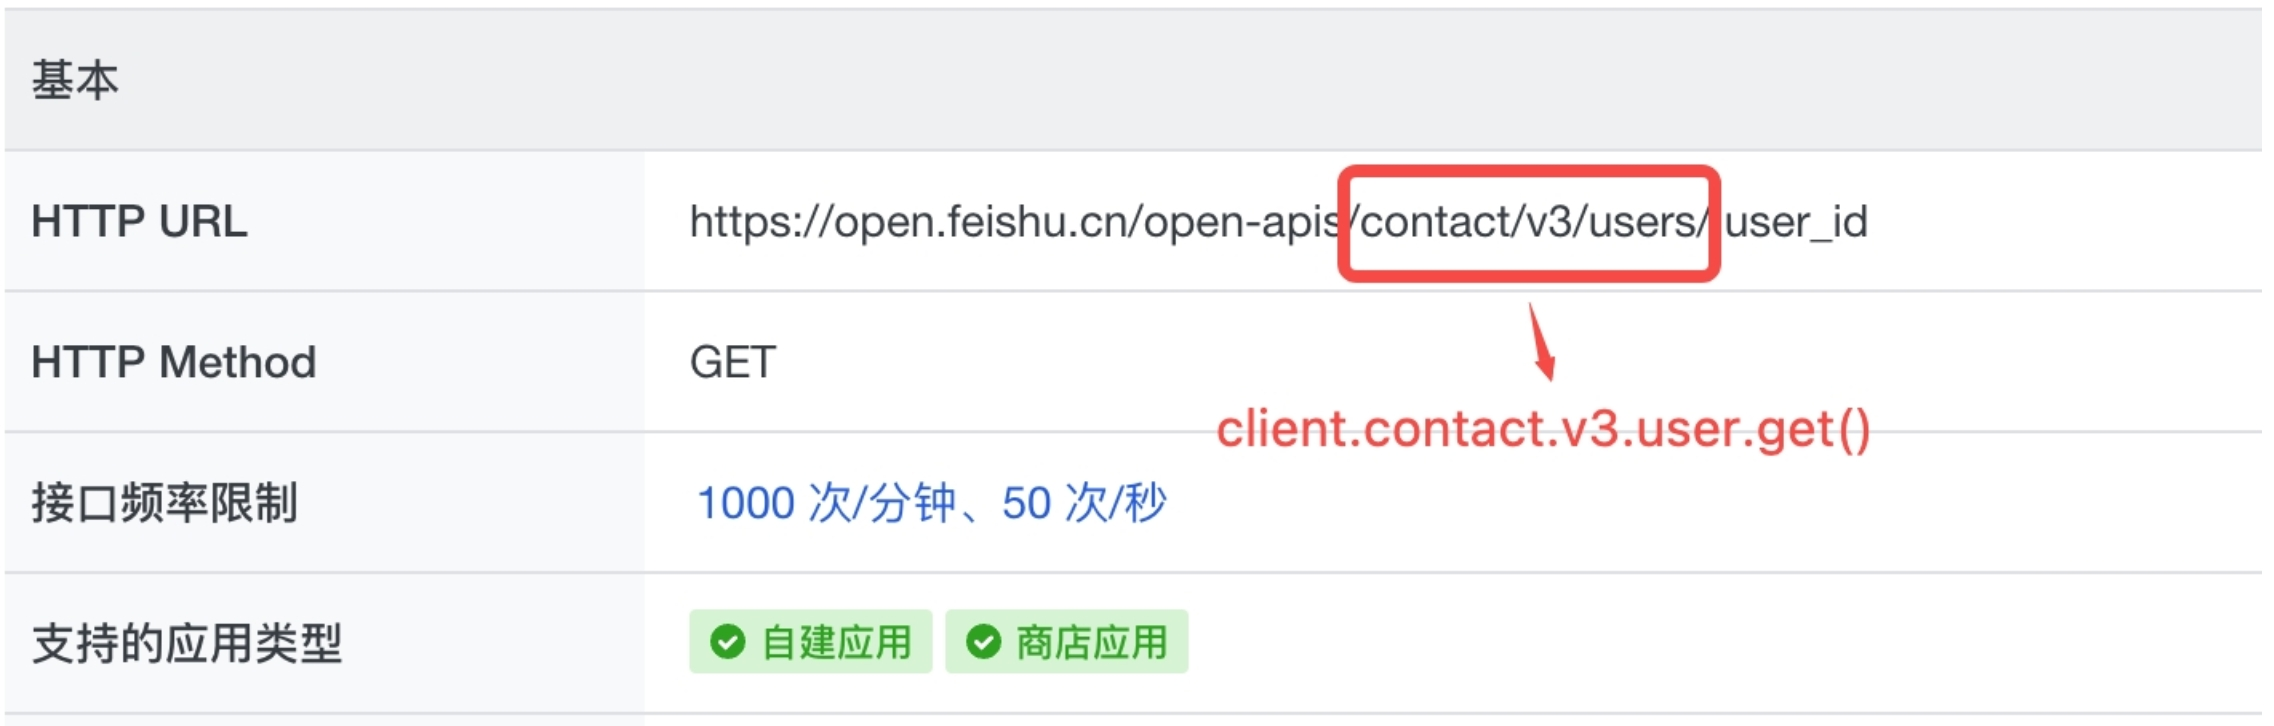 基本
HTTP URL https://open.feishu.cn/open-apis/contact/v3/users/ user_id
HTTP Method GET
client.contact.v3.user.get()
接口频率限制 1000 次/分钟、50 次/秒
支持的应用类型 自建应用 商店应用